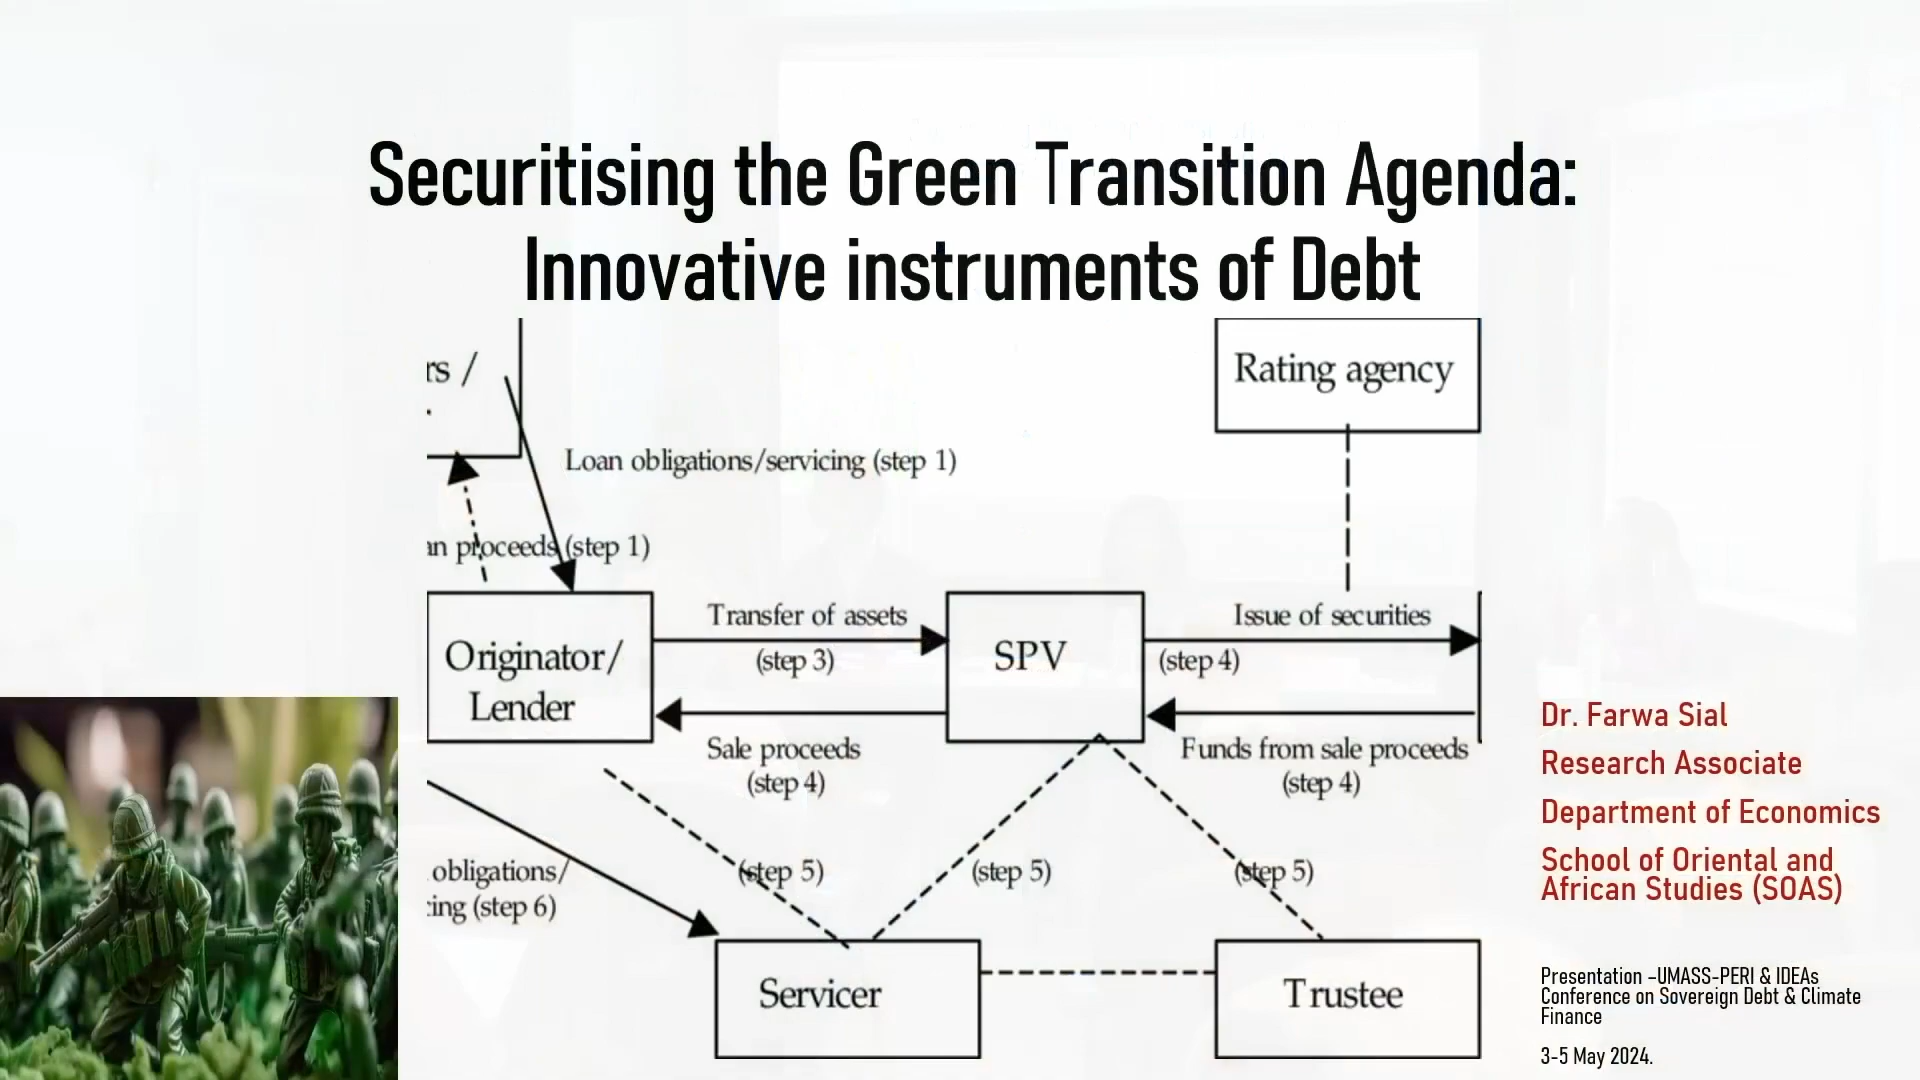 Securitising the Green Transition Agenda:
Innovative instruments of Debt
rs /
Rating agency
Loan obligations/servicing (step 1)
an proceeds (step 1)
Originator/
Lender
Transfer of assets
(step 3)
SPV
Issue of securities
(step 4)
Sale proceeds
(step 4)
Funds from sale proceeds
(step 4)
obligations/
cing (step 6)
(step 5)
(step 5)
(step 5)
Servicer
Trustee
Dr. Farwa Sial
Research Associate
Department of Economics
School of Oriental and
African Studies (SOAS)
Presentation –UMASS-PERI & IDEAs
Conference on Sovereign Debt & Climate
Finance
3-5 May 2024.